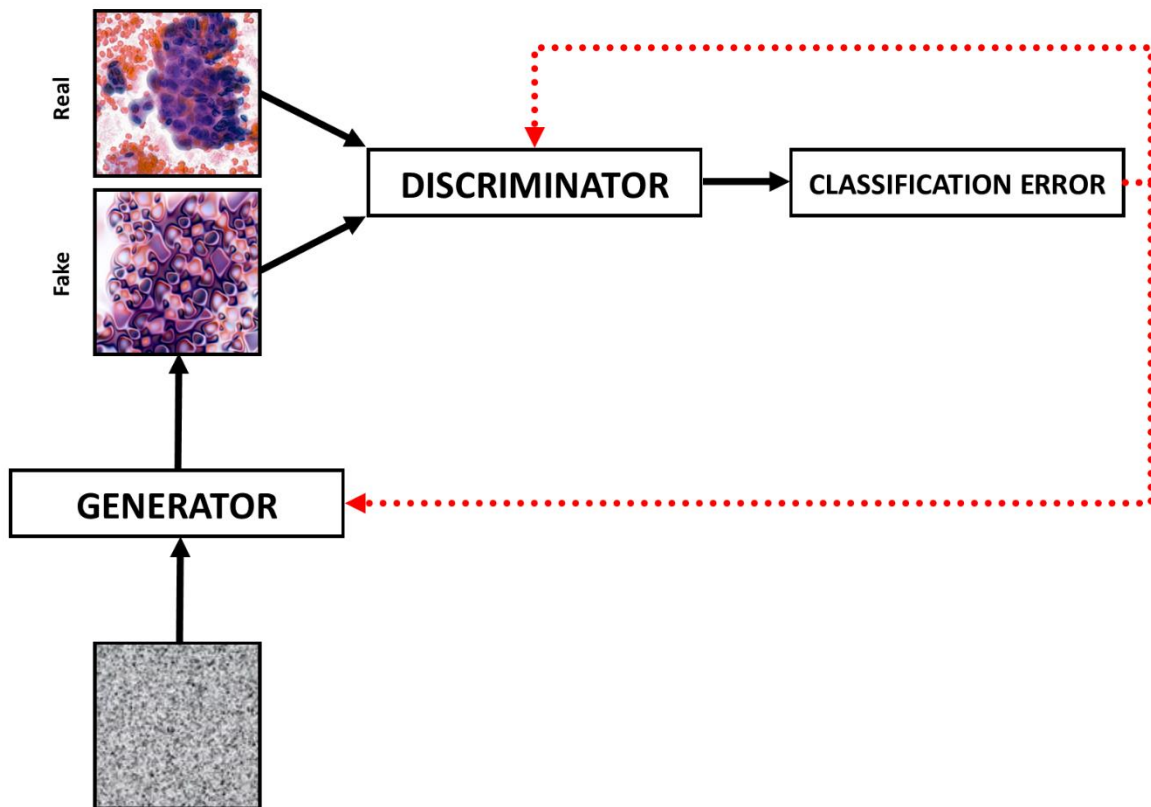 Real
DISCRIMINATOR
CLASSIFICATION ERROR
Fake
GENERATOR